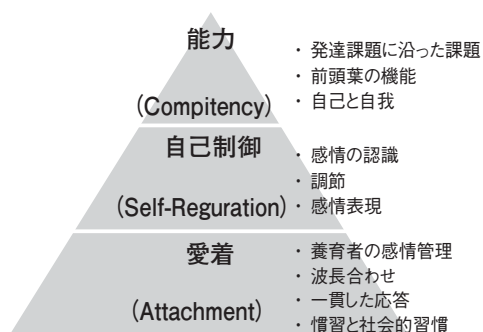 能力
(Compitency)
・ 発達課題に沿った課題
・ 前頭葉の機能
・ 自己と自我
自己制御
(Self-Reguration)
・ 感情の認識
・ 調節
・ 感情表現
愛着
(Attachment)
・ 養育者の感情管理
・ 波長合わせ
・ 一貫した応答
・ 慣習と社会的習慣